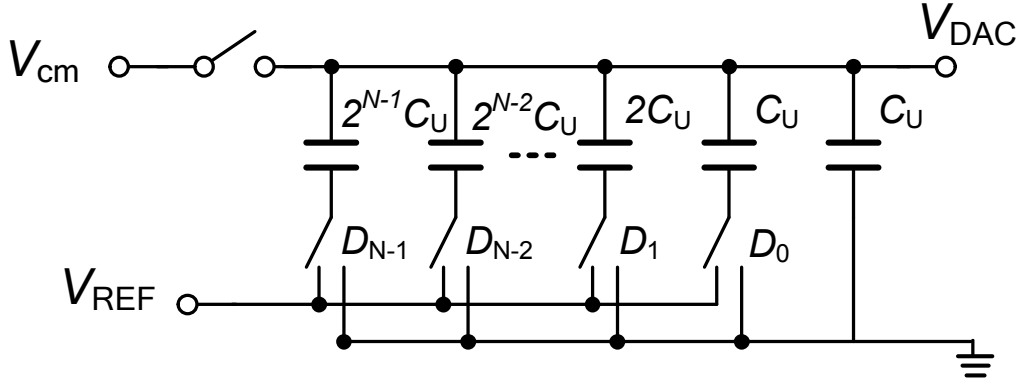 V_DAC
V_cm
2^{N-1}C_U 2^{N-2}C_U 2C_U C_U C_U
D_{N-1} D_{N-2} D_1 D_0
V_REF